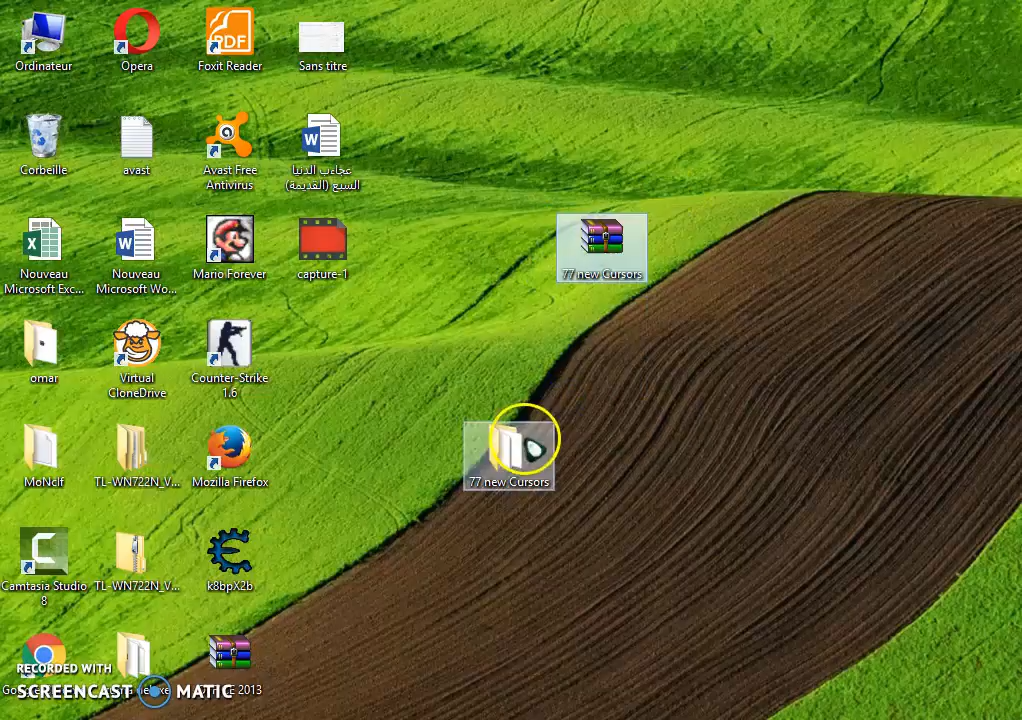 Ordinateur
Opera
Foxit Reader
Sans titre
Corbeille
avast
Avast Free
Antivirus
عجاءب الدنيا
السبع (القديمة)
Nouveau
Microsoft Exc...
Nouveau
Microsoft Wo...
Mario Forever
capture-1
77 new Cursors
omar
Virtual
CloneDrive
Counter-Strike
1.6
MoNcIf
TL-WN722N_V...
Mozilla Firefox
77 new Cursors
Camtasia Studio
8
TL-WN722N_V...
k8bpX2b
2013
RECORDED WITH
SCREENCAST MATIC